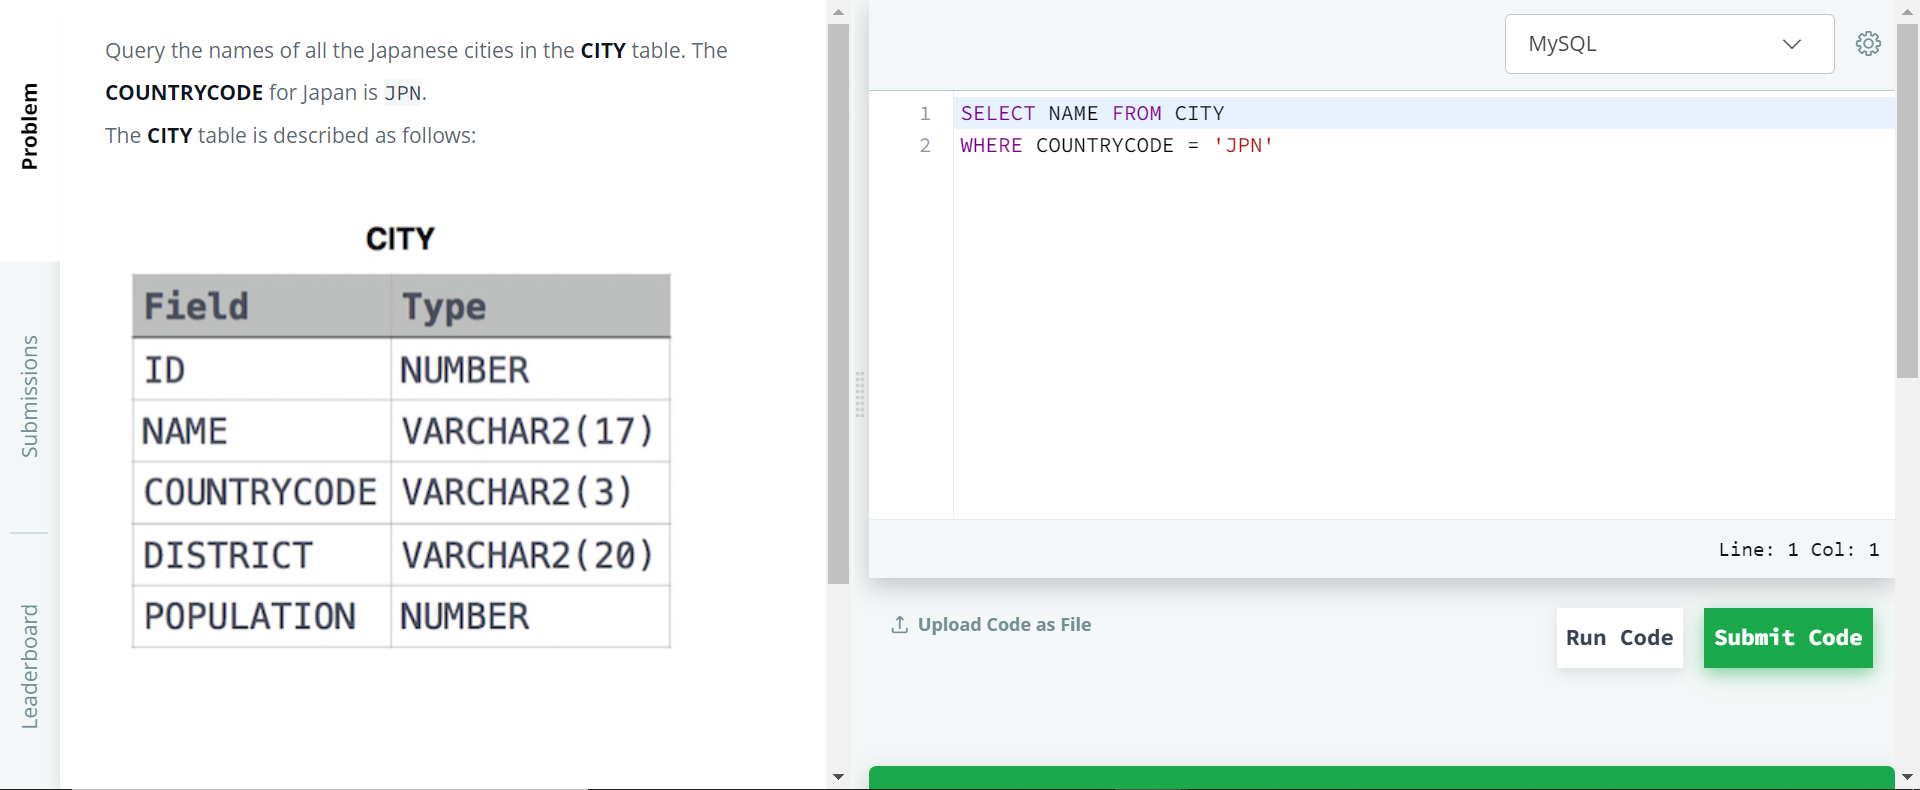 Problem
Submissions
Leaderboard
Query the names of all the Japanese cities in the CITY table. The
COUNTRYCODE for Japan is JPN.
The CITY table is described as follows:
CITY
Field Type
ID NUMBER
NAME VARCHAR2(17)
COUNTRYCODE VARCHAR2(3)
DISTRICT VARCHAR2(20)
POPULATION NUMBER
MySQL
1 SELECT NAME FROM CITY
2 WHERE COUNTRYCODE = 'JPN'
Line: 1 Col: 1
Upload Code as File
Run Code
Submit Code